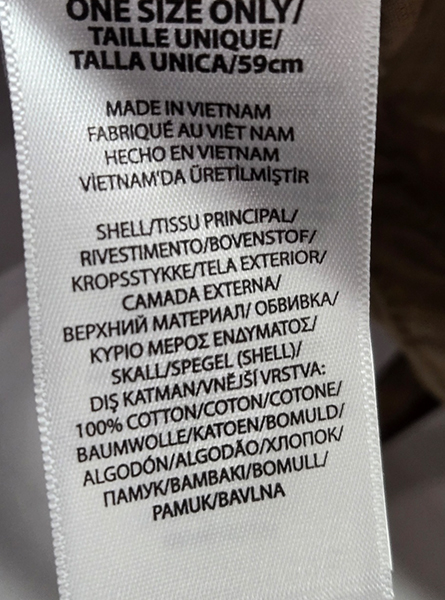 ONE SIZE ONLY/
TAILLE UNIQUE/
TALLA UNICA/59cm
MADE IN VIETNAM
FABRIQUÉ AU VIÊT NAM
HECHO EN VIETNAM
VİETNAM'DA ÜRETİLMİŞTİR
SHELL/TISSU PRINCIPAL/
RIVESTIMENTO/BOVENSTOF/
KROPSSTYKKE/TELA EXTERIOR/
CAMADA EXTERNA/
ВЕРХНИЙ МАТЕРИАЛ/ ОБВИВКА/
ΚΥΡΙΟ ΜΕΡΟΣ ΕΝΔΥΜΑΤΟΣ/
SKALL/SPEGEL (SHELL)/
DIŞ KATMAN/VNĚJŠÍ VRSTVA:
100% COTTON/COTON/COTONE/
BAUMWOLLE/KATOEN/BOMULD/
ALGODÓN/ALGODÃO/ХЛОПОК/
ПАМУК/ΒΑΜΒΑΚΙ/BOMULL/
PAMUK/BAVLNA